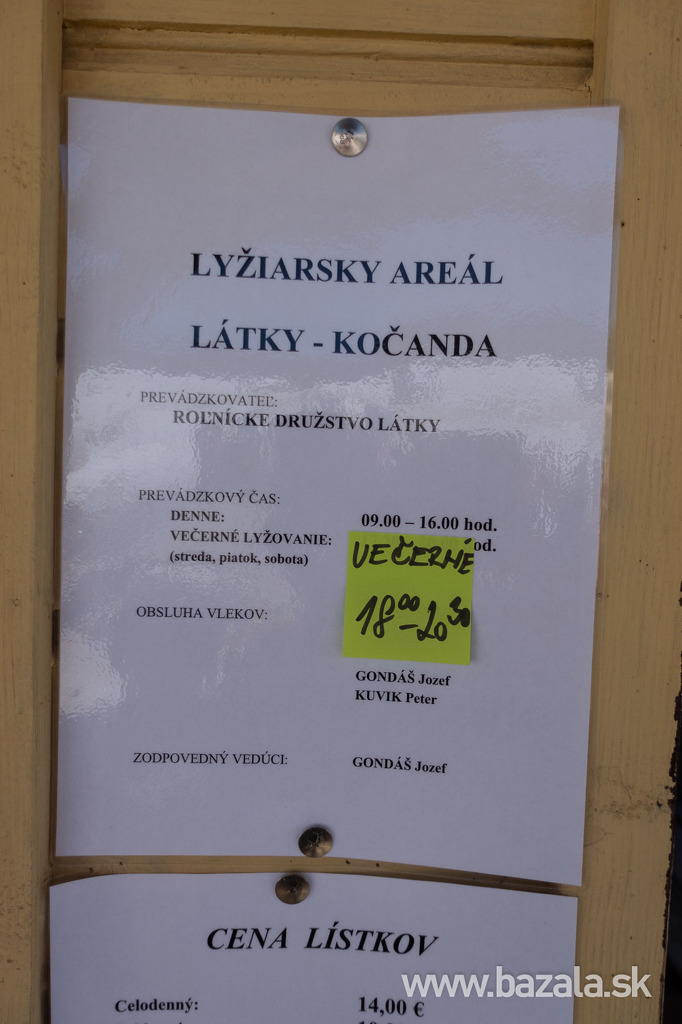 LYŽIARSKY AREÁL
LÁTKY - KOČANDA
PREVÁDZKOVATEĽ:
ROĽNÍCKE DRUŽSTVO LÁTKY
PREVÁDZKOVÝ ČAS:
DENNE: 09.00 – 16.00 hod.
VEČERNÉ LYŽOVANIE: od.
(streda, piatok, sobota)
VEČERNÉ
18⁰⁰-20³⁰
OBSLUHA VLEKOV:
GONDÁŠ Jozef
KUVIK Peter
ZODPOVEDNÝ VEDÚCI: GONDÁŠ Jozef
CENA LÍSTKOV
Celodenný: 14,00 €
www.bazala.sk